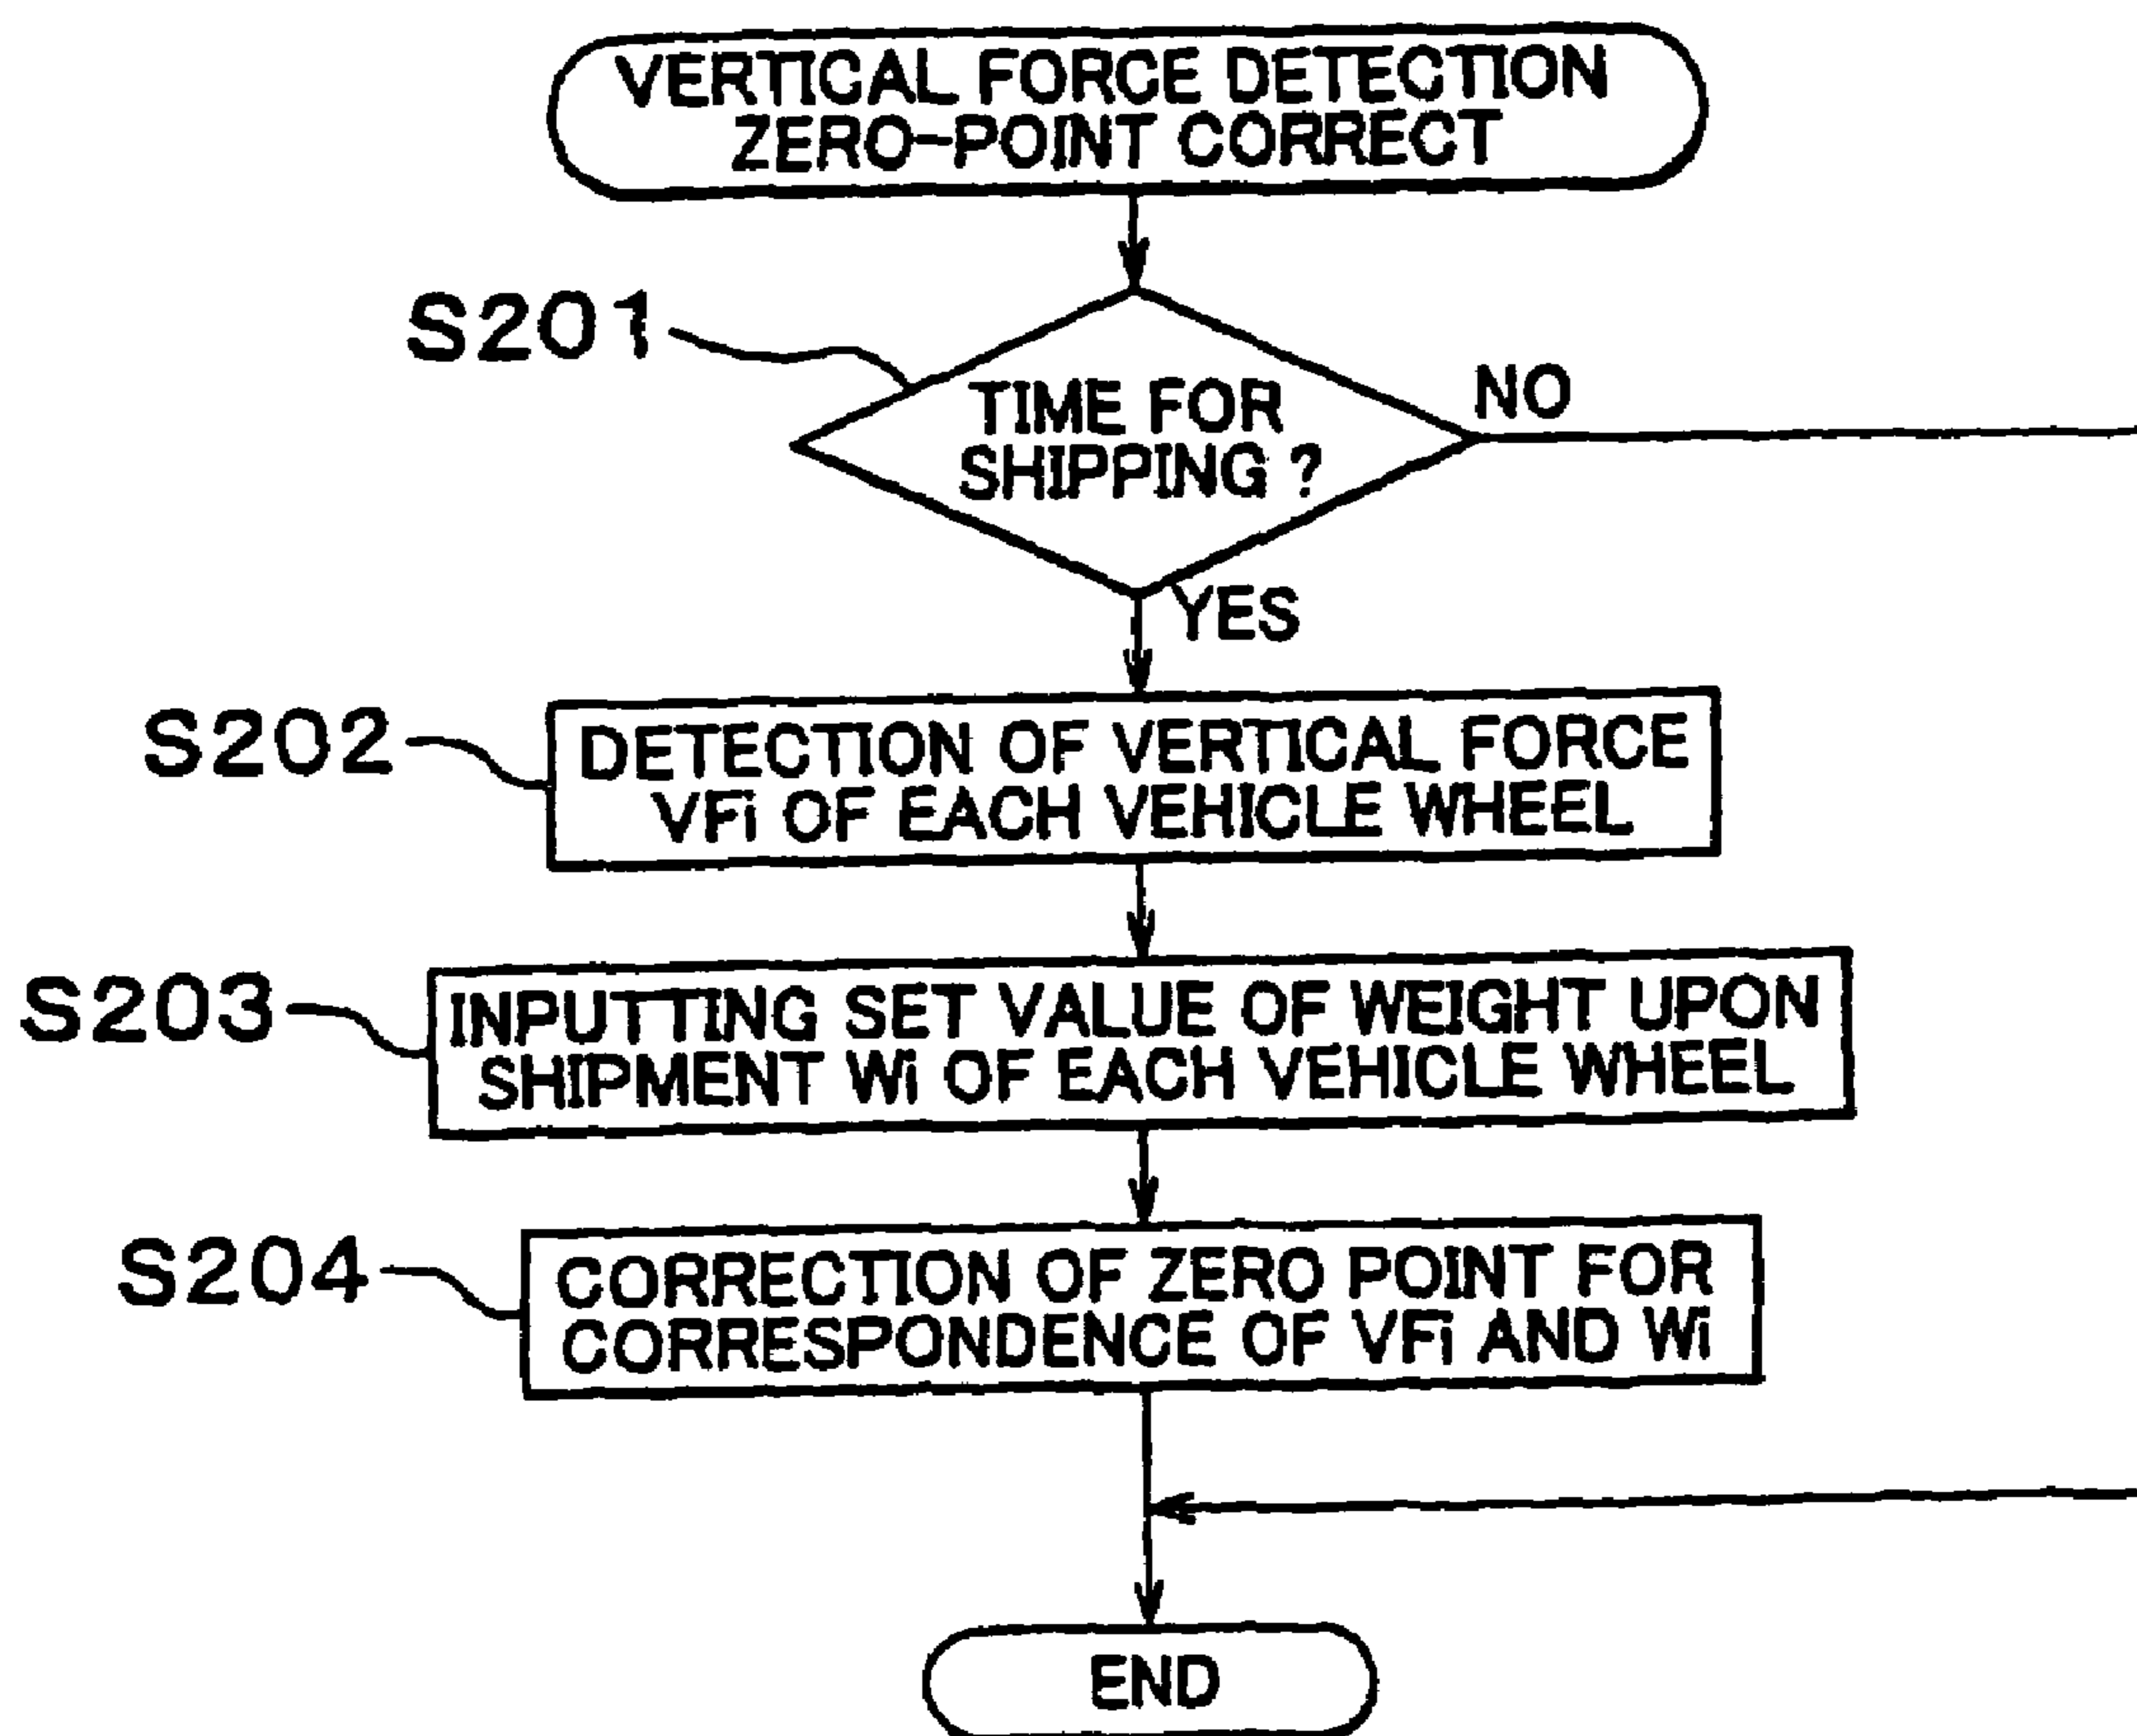 VERTICAL FORCE DETECTION
ZERO-POINT CORRECT
S201
TIME FOR
SHIPPING ?
NO
YES
S202
DETECTION OF VERTICAL FORCE
VFi OF EACH VEHICLE WHEEL
S203
INPUTTING SET VALUE OF WEIGHT UPON
SHIPMENT Wi OF EACH VEHICLE WHEEL
S204
CORRECTION OF ZERO POINT FOR
CORRESPONDENCE OF VFi AND Wi
END